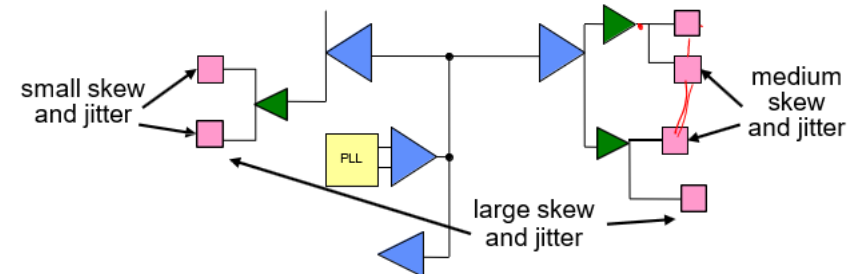 small skew
and jitter
medium
skew
and jitter
PLL
large skew
and jitter